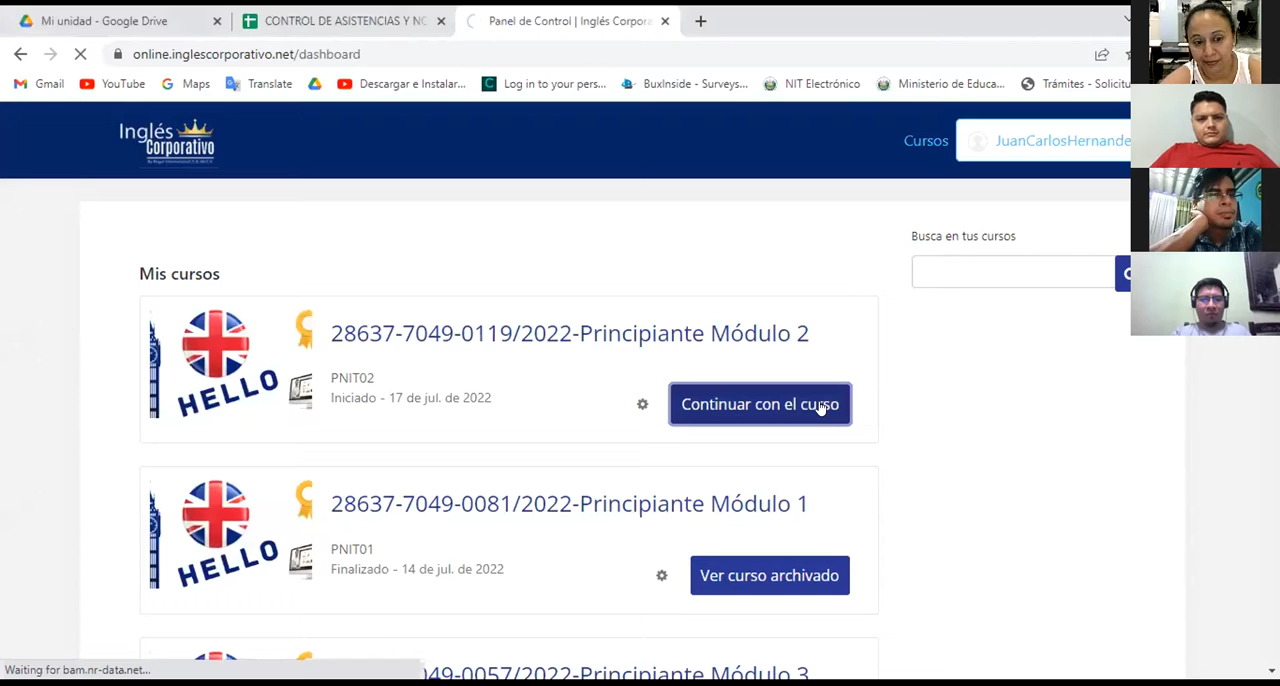 Mi unidad - Google Drive
CONTROL DE ASISTENCIAS Y NO
Panel de Control | Inglés Corpora
online.inglescorporativo.net/dashboard
Gmail
YouTube
Maps
Translate
Descargar e Instalar...
Log in to your pers...
BuxInside - Surveys...
NIT Electrónico
Ministerio de Educa...
Trámites - Solicitu
Inglés
Corporativo
Cursos
JuanCarlosHernande
Busca en tus cursos
Mis cursos
HELLO
28637-7049-0119/2022-Principiante Módulo 2
PNIT02
Iniciado - 17 de jul. de 2022
Continuar con el curso
HELLO
28637-7049-0081/2022-Principiante Módulo 1
PNIT01
Finalizado - 14 de jul. de 2022
Ver curso archivado
049-0057/2022-Principiante Módulo 3
Waiting for bam.nr-data.net...